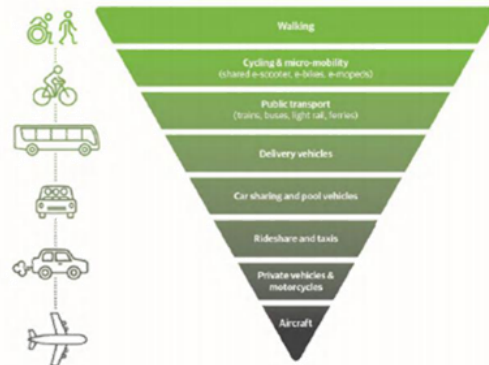 Walking
Cycling & micro-mobility
(shared e-scooter, e-bikes, e-mopeds)
Public transport
(trains, buses, light rail, ferries)
Delivery vehicles
Car sharing and pool vehicles
Rideshare and taxis
Private vehicles &
motorcycles
Aircraft